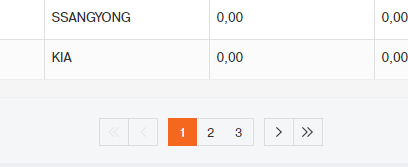 SSANGYONG 0,00 0,00
KIA 0,00 0,00
« ‹ 1 2 3 › »